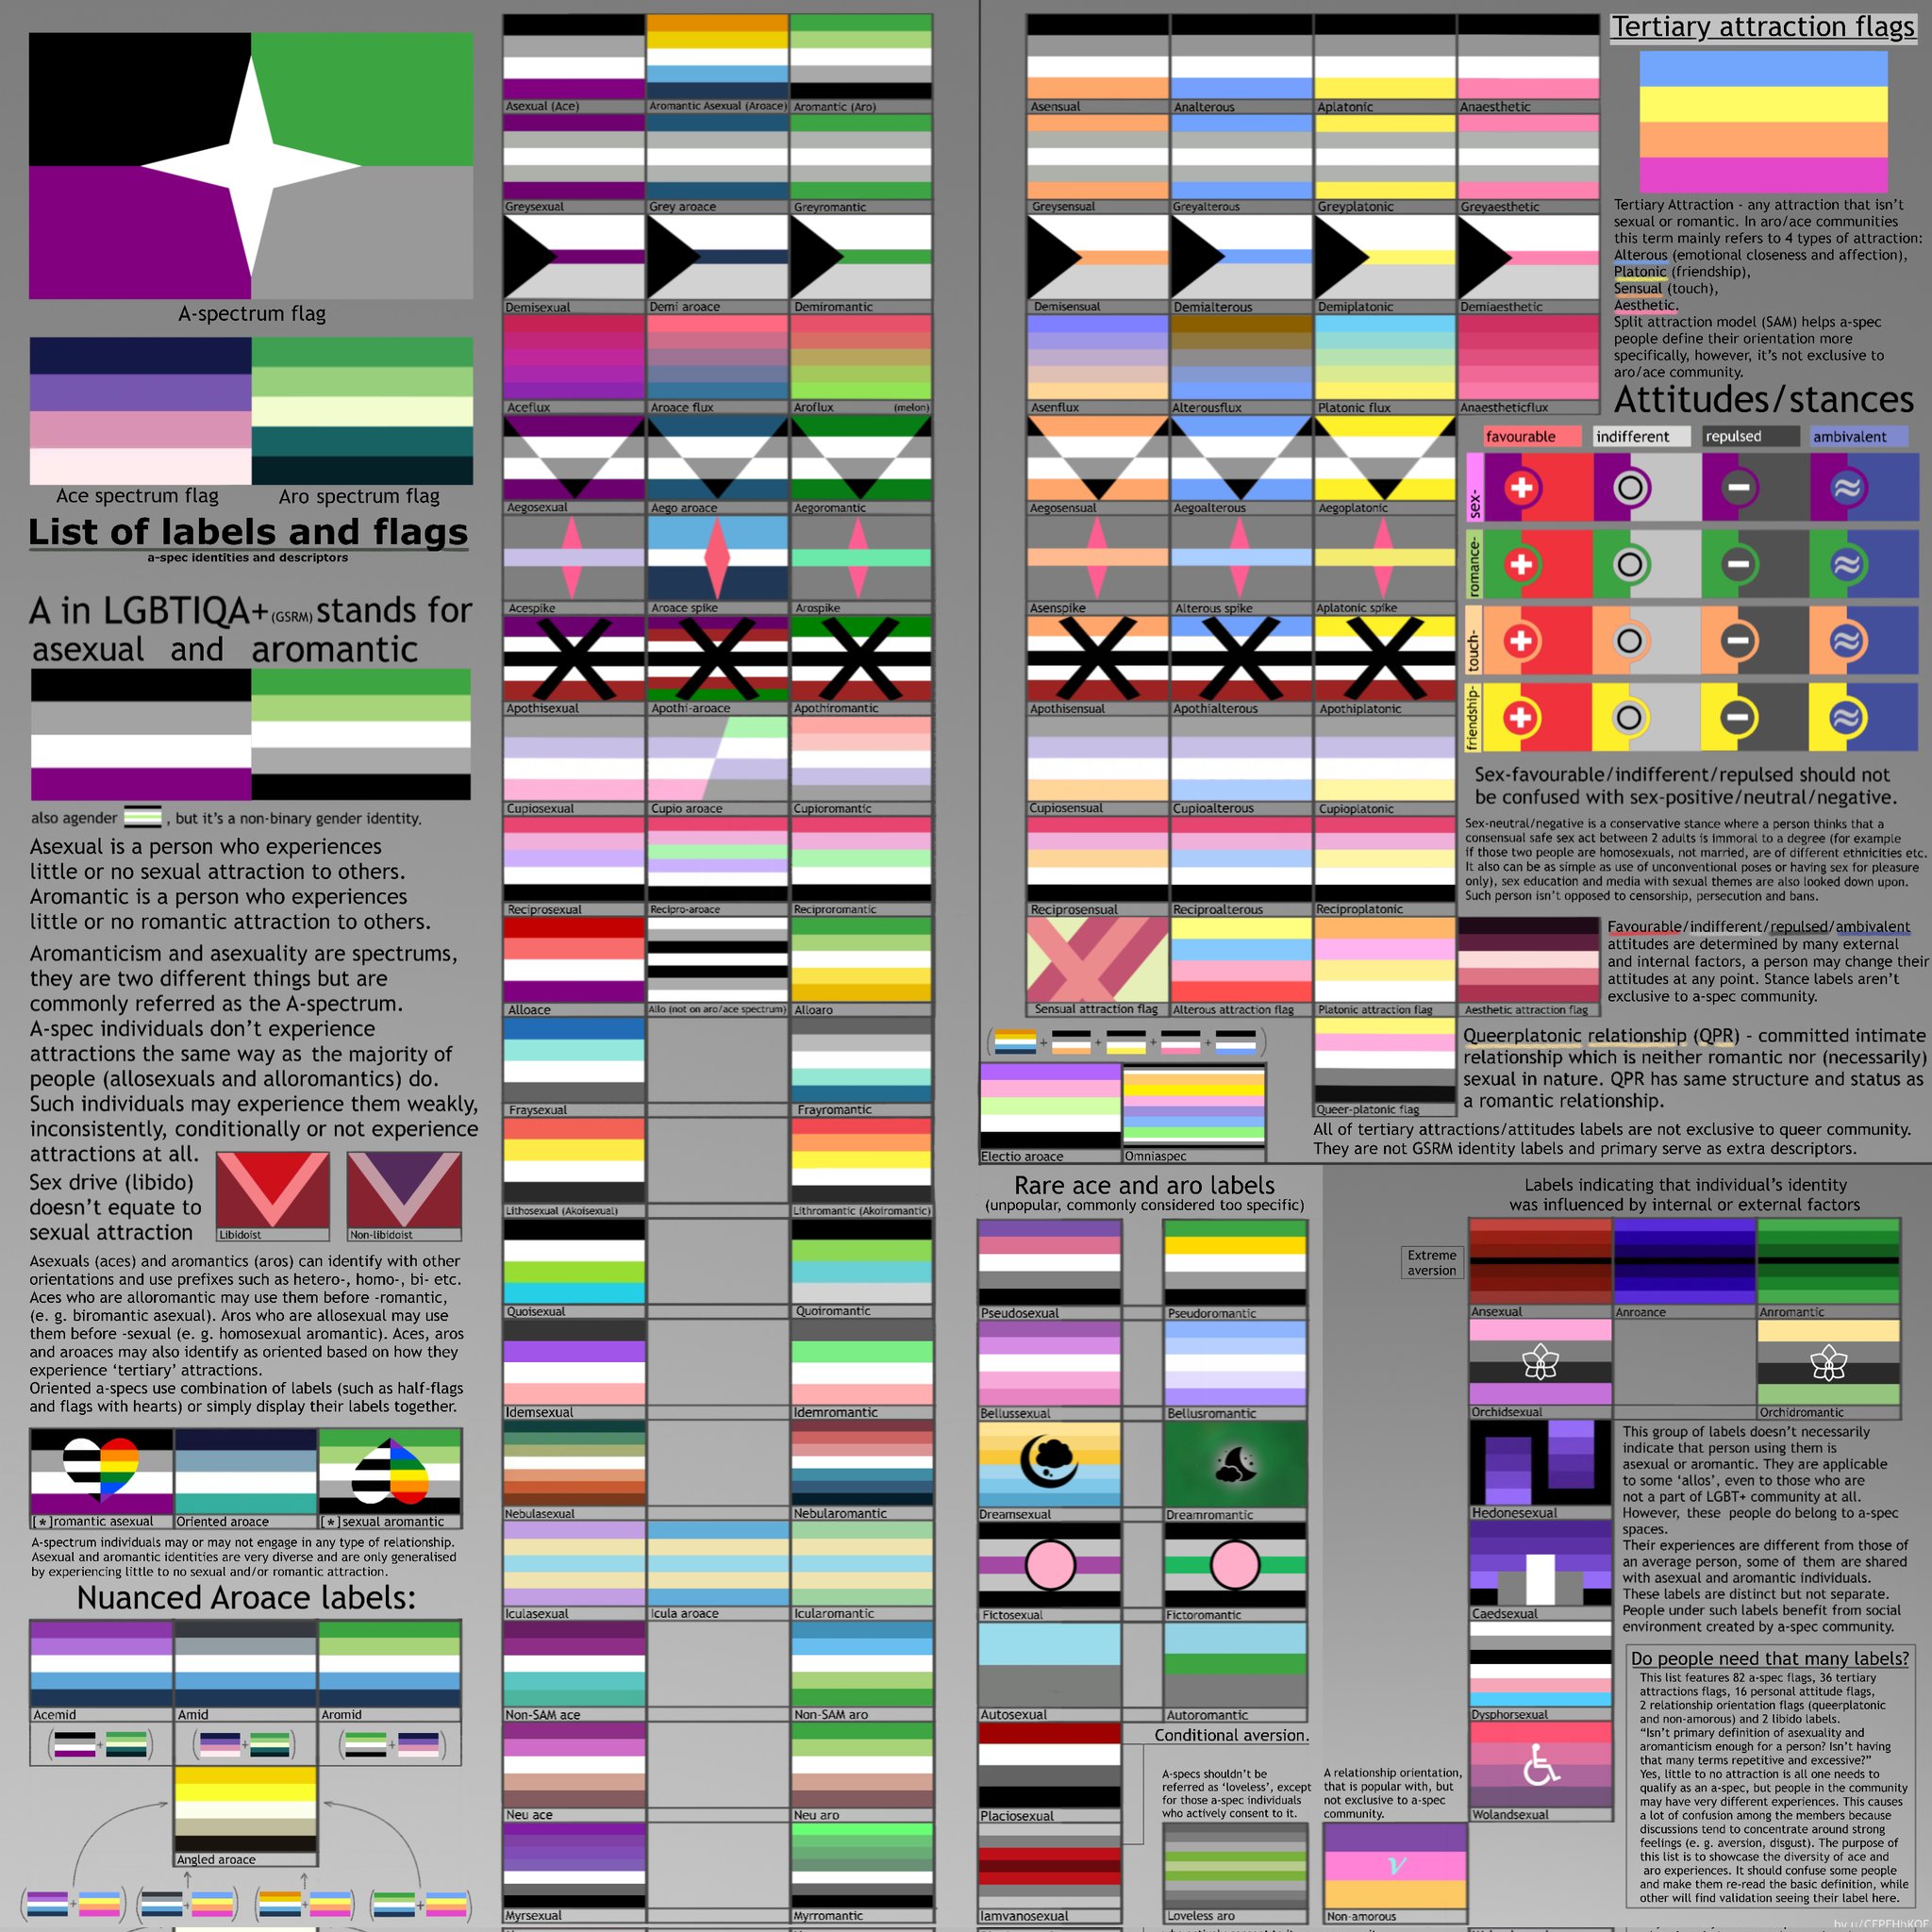 A-spectrum flag
Ace spectrum flag
Aro spectrum flag
List of labels and flags
a-spec identities and descriptors
A in LGBTIQA+(GSRM) stands for
asexual and aromantic
also agender , but it's a non-binary gender identity.
Asexual is a person who experiences
little or no sexual attraction to others.
Aromantic is a person who experiences
little or no romantic attraction to others.
Aromanticism and asexuality are spectrums,
they are two different things but are
commonly referred as the A-spectrum.
A-spec individuals don't experience
attractions the same way as the majority of
people (allosexuals and alloromantics) do.
Such individuals may experience them weakly,
inconsistently, conditionally or not experience
attractions at all.
Sex drive (libido)
doesn't equate to
sexual attraction
Libidoist
Non-libidoist
Asexuals (aces) and aromantics (aros) can identify with other
orientations and use prefixes such as hetero-, homo-, bi- etc.
Aces who are alloromantic may use them before -romantic,
(e. g. biromantic asexual). Aros who are allosexual may use
them before -sexual (e. g. homosexual aromantic). Aces, aros
and aroaces may also identify as oriented based on how they
experience 'tertiary' attractions.
Oriented a-specs use combination of labels (such as half-flags
and flags with hearts) or simply display their labels together.
[*]romantic asexual
Oriented aroace
[*]sexual aromantic
A-spectrum individuals may or may not engage in any type of relationship.
Asexual and aromantic identities are very diverse and are only generalised
by experiencing little to no sexual and/or romantic attraction.
Nuanced Aroace labels:
Acemid
Amid
Aromid
( + )
( + )
( + )
Angled aroace
( + )
( + )
( + )
( + )
Asexual (Ace)
Aromantic Asexual (Aroace)
Aromantic (Aro)
Greysexual
Grey aroace
Greyromantic
Demisexual
Demi aroace
Demiromantic
Aceflux
Aroace flux
Aroflux (melon)
Aegosexual
Aego aroace
Aegoromantic
Acespike
Aroace spike
Arospike
Apothisexual
Apothi-aroace
Apothiromantic
Cupiosexual
Cupio aroace
Cupioromantic
Reciprosexual
Recipro-aroace
Reciproromantic
Alloace
Allo (not on aro/ace spectrum)
Alloaro
Fraysexual
Frayromantic
Lithosexual (Akoisexual)
Lithromantic (Akoiromantic)
Quoisexual
Quoiromantic
Idemsexual
Idemromantic
Nebulasexual
Nebularomantic
Iculasexual
Icula aroace
Icularomantic
Non-SAM ace
Non-SAM aro
Neu ace
Neu aro
Myrsexual
Myrromantic
Asensual
Analterous
Aplatonic
Anaesthetic
Greysensual
Greyalterous
Greyplatonic
Greyaesthetic
Demisensual
Demialterous
Demiplatonic
Demiaesthetic
Asenflux
Alterousflux
Platonic flux
Anaestheticflux
Aegosensual
Aegoalterous
Aegoplatonic
Asenspike
Alterous spike
Aplatonic spike
Apothisensual
Apothialterous
Apothiplatonic
Cupiosensual
Cupioalterous
Cupioplatonic
Reciprosensual
Reciproalterous
Reciproplatonic
Sensual attraction flag
Alterous attraction flag
Platonic attraction flag
Aesthetic attraction flag
( + + + + )
Electio aroace
Omniaspec
Queer-platonic flag
Tertiary attraction flags
Tertiary Attraction - any attraction that isn't
sexual or romantic. In aro/ace communities
this term mainly refers to 4 types of attraction:
Alterous (emotional closeness and affection),
Platonic (friendship),
Sensual (touch),
Aesthetic.
Split attraction model (SAM) helps a-spec
people define their orientation more
specifically, however, it's not exclusive to
aro/ace community.
Attitudes/stances
favourable
indifferent
repulsed
ambivalent
sex-
romance-
touch-
friendship-
Sex-favourable/indifferent/repulsed should not
be confused with sex-positive/neutral/negative.
Sex-neutral/negative is a conservative stance where a person thinks that a
consensual safe sex act between 2 adults is immoral to a degree (for example
if those two people are homosexuals, not married, are of different ethnicities etc.
It also can be as simple as use of unconventional poses or having sex for pleasure
only), sex education and media with sexual themes are also looked down upon.
Such person isn't opposed to censorship, persecution and bans.
Favourable/indifferent/repulsed/ambivalent
attitudes are determined by many external
and internal factors, a person may change their
attitudes at any point. Stance labels aren't
exclusive to a-spec community.
Queerplatonic relationship (QPR) - committed intimate
relationship which is neither romantic nor (necessarily)
sexual in nature. QPR has same structure and status as
a romantic relationship.
All of tertiary attractions/attitudes labels are not exclusive to queer community.
They are not GSRM identity labels and primary serve as extra descriptors.
Rare ace and aro labels
(unpopular, commonly considered too specific)
Pseudosexual
Pseudoromantic
Bellussexual
Bellusromantic
Dreamsexual
Dreamromantic
Fictosexual
Fictoromantic
Autosexual
Autoromantic
Conditional aversion.
Placiosexual
Iamvanosexual
A-specs shouldn't be
referred as 'loveless', except
for those a-spec individuals
who actively consent to it.
Loveless aro
A relationship orientation,
that is popular with, but
not exclusive to a-spec
community.
ν
Non-amorous
Labels indicating that individual's identity
was influenced by internal or external factors
Extreme
aversion
Ansexual
Anroance
Anromantic
Orchidsexual
Orchidromantic
Hedonesexual
Caedsexual
Dysphorsexual
Wolandsexual
This group of labels doesn't necessarily
indicate that person using them is
asexual or aromantic. They are applicable
to some 'allos', even to those who are
not a part of LGBT+ community at all.
However, these people do belong to a-spec
spaces.
Their experiences are different from those of
an average person, some of them are shared
with asexual and aromantic individuals.
These labels are distinct but not separate.
People under such labels benefit from social
environment created by a-spec community.
Do people need that many labels?
This list features 82 a-spec flags, 36 tertiary
attractions flags, 16 personal attitude flags,
2 relationship orientation flags (queerplatonic
and non-amorous) and 2 libido labels.
"Isn't primary definition of asexuality and
aromanticism enough for a person? Isn't having
that many terms repetitive and excessive?"
Yes, little to no attraction is all one needs to
qualify as an a-spec, but people in the community
may have very different experiences. This causes
a lot of confusion among the members because
discussions tend to concentrate around strong
feelings (e. g. aversion, disgust). The purpose of
this list is to showcase the diversity of ace and
aro experiences. It should confuse some people
and make them re-read the basic definition, while
other will find validation seeing their label here.